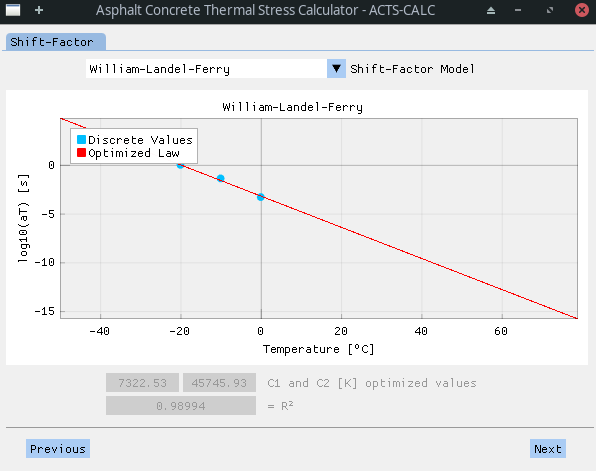 Asphalt Concrete Thermal Stress Calculator - ACTS-CALC
Shift-Factor
William-Landel-Ferry Shift-Factor Model
William-Landel-Ferry
Discrete Values
Optimized Law
log10(aT) [s]
0
-5
-10
-15
-40 -20 0 20 40 60
Temperature [ºC]
7322.53 45745.93 C1 and C2 [K] optimized values
0.98994 = R²
Previous Next